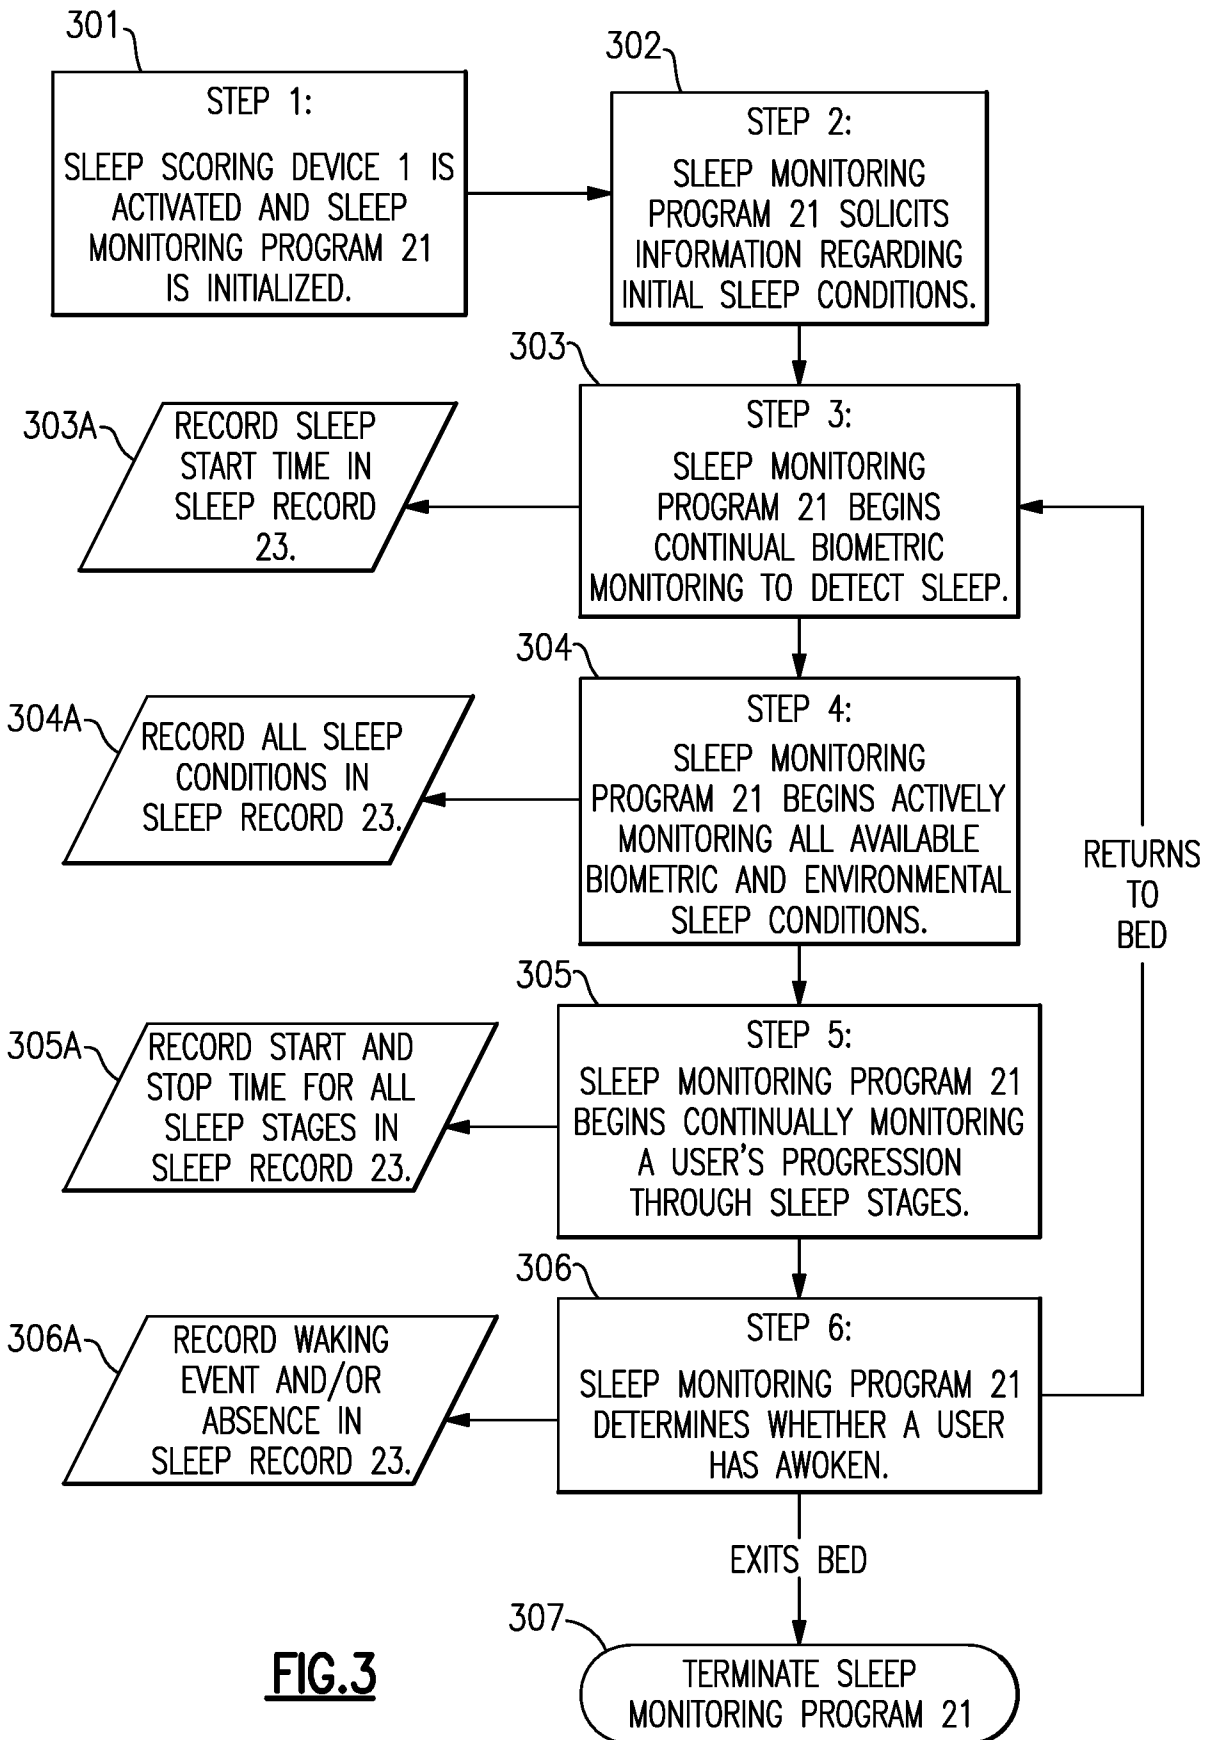 301
STEP 1:
SLEEP SCORING DEVICE 1 IS
ACTIVATED AND SLEEP
MONITORING PROGRAM 21
IS INITIALIZED.
302
STEP 2:
SLEEP MONITORING
PROGRAM 21 SOLICITS
INFORMATION REGARDING
INITIAL SLEEP CONDITIONS.
303
STEP 3:
SLEEP MONITORING
PROGRAM 21 BEGINS
CONTINUAL BIOMETRIC
MONITORING TO DETECT SLEEP.
303A
RECORD SLEEP
START TIME IN
SLEEP RECORD
23.
304
STEP 4:
SLEEP MONITORING
PROGRAM 21 BEGINS ACTIVELY
MONITORING ALL AVAILABLE
BIOMETRIC AND ENVIRONMENTAL
SLEEP CONDITIONS.
304A
RECORD ALL SLEEP
CONDITIONS IN
SLEEP RECORD 23.
RETURNS
TO
BED
305
STEP 5:
SLEEP MONITORING PROGRAM 21
BEGINS CONTINUALLY MONITORING
A USER'S PROGRESSION
THROUGH SLEEP STAGES.
305A
RECORD START AND
STOP TIME FOR ALL
SLEEP STAGES IN
SLEEP RECORD 23.
306
STEP 6:
SLEEP MONITORING PROGRAM 21
DETERMINES WHETHER A USER
HAS AWOKEN.
306A
RECORD WAKING
EVENT AND/OR
ABSENCE IN
SLEEP RECORD 23.
EXITS BED
307
TERMINATE SLEEP
MONITORING PROGRAM 21
FIG.3